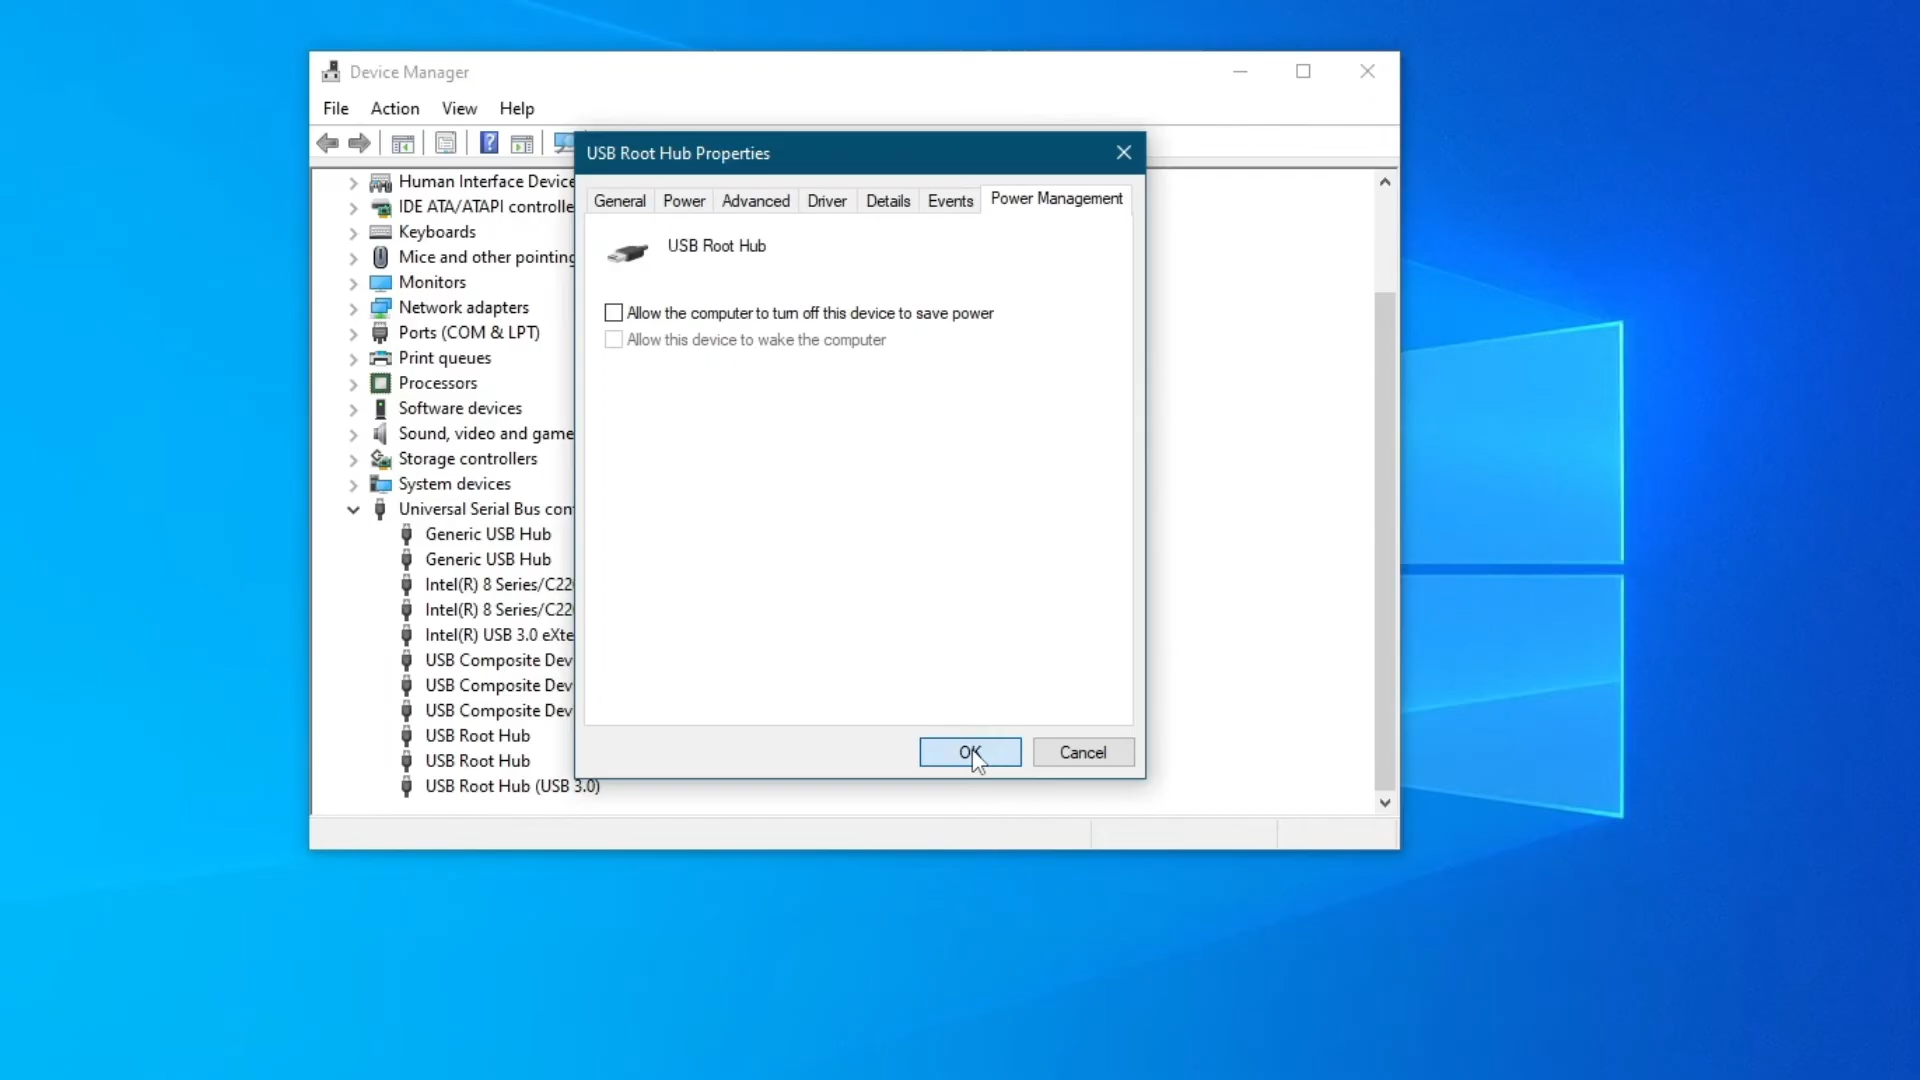 Device Manager
File Action View Help
USB Root Hub Properties
General Power Advanced Driver Details Events Power Management
USB Root Hub
Allow the computer to turn off this device to save power
Allow this device to wake the computer
OK Cancel
Human Interface Device
IDE ATA/ATAPI controlle
Keyboards
Mice and other pointing
Monitors
Network adapters
Ports (COM & LPT)
Print queues
Processors
Software devices
Sound, video and game
Storage controllers
System devices
Universal Serial Bus con
Generic USB Hub
Generic USB Hub
Intel(R) 8 Series/C22
Intel(R) 8 Series/C22
Intel(R) USB 3.0 eXte
USB Composite Dev
USB Composite Dev
USB Composite Dev
USB Root Hub
USB Root Hub
USB Root Hub (USB 3.0)